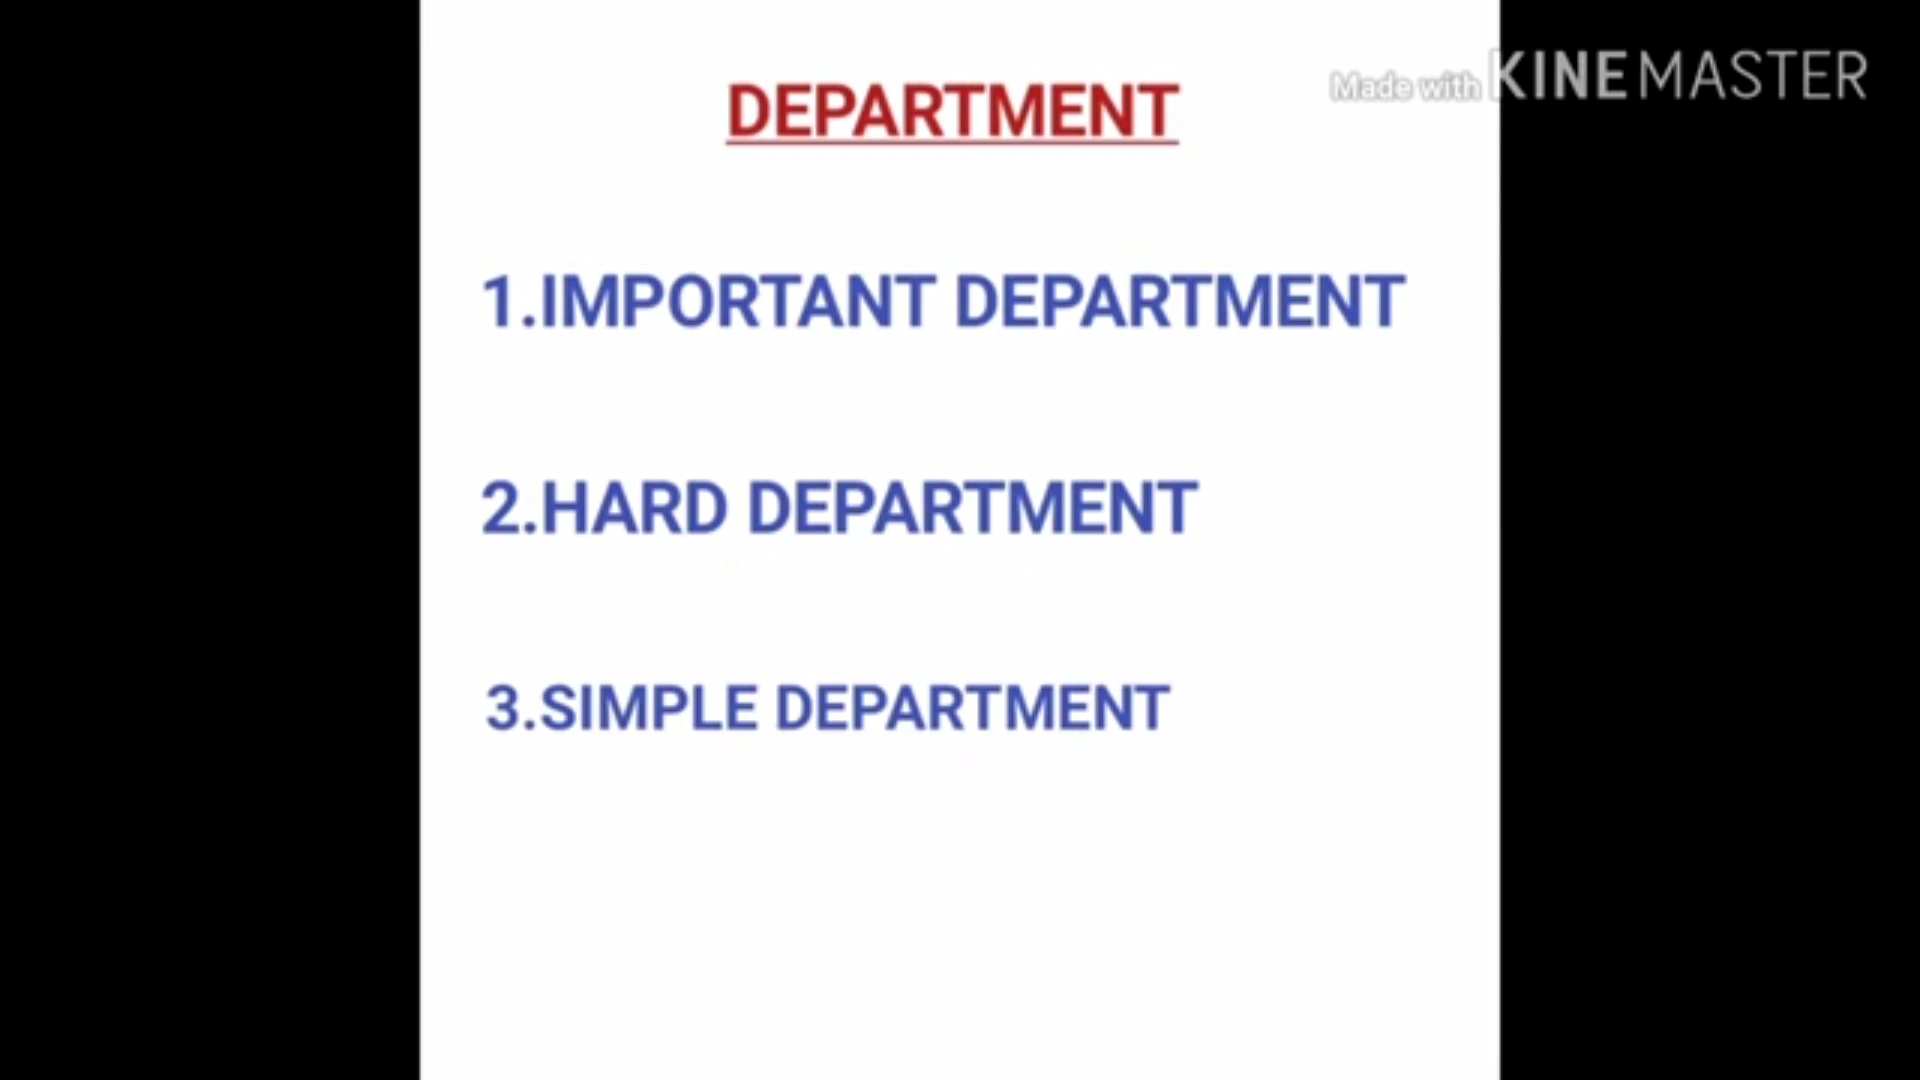 DEPARTMENT
Made with KINEMASTER
1.IMPORTANT DEPARTMENT
2.HARD DEPARTMENT
3.SIMPLE DEPARTMENT